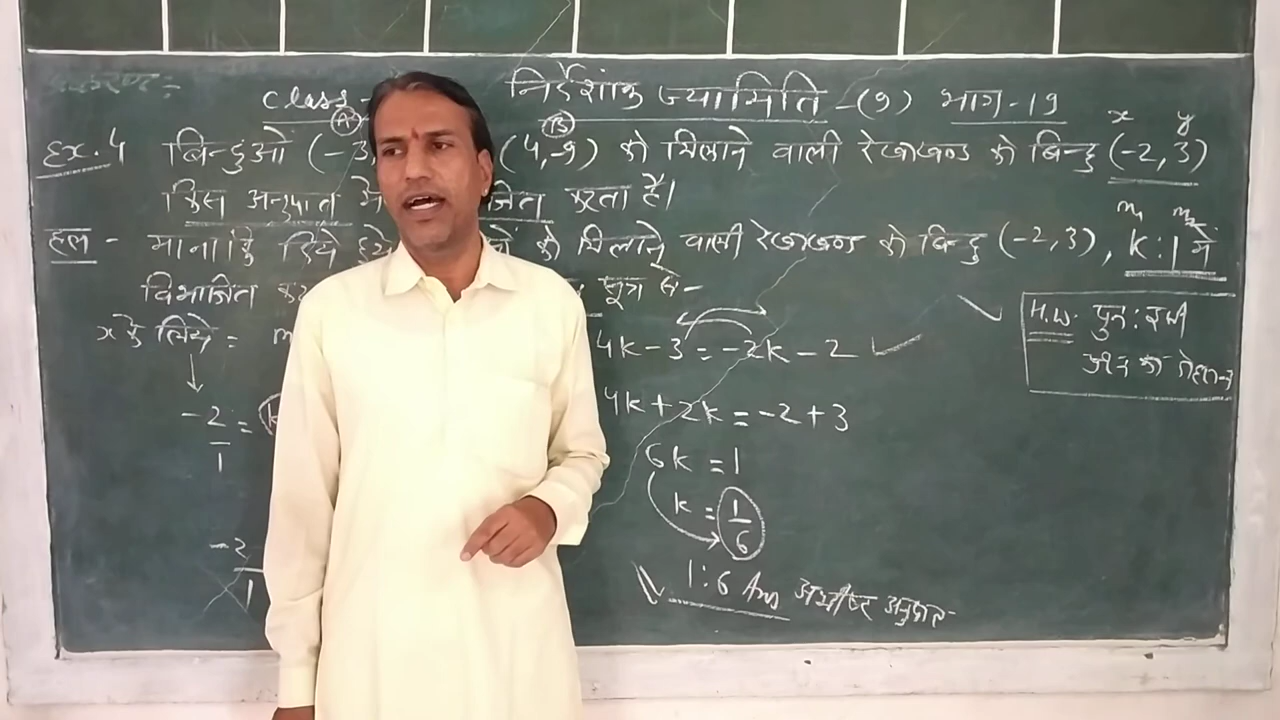 class - निर्देशांक ज्यामिति -(9) भाग-19
A B x y
Ex. 4 बिन्दुओं (-3, (4,-9) को मिलाने वाली रेखाखण्ड को बिन्दु (-2,3)
किस अनुपात में जित करता है।
m₁ m₂
हल - माना कि दिये को मिलाने वाली रेखाखण्ड को बिन्दु (-2,3), k:1 में
विभाजित सूत्र से-
x के लिये = 4k-3 = -2k-2
H.W. पुनः इसी
-2/1 = 4k+2k = -2+3
6k = 1
k = 1/6
-2/1
1:6 Ans अभीष्ट अनुपात